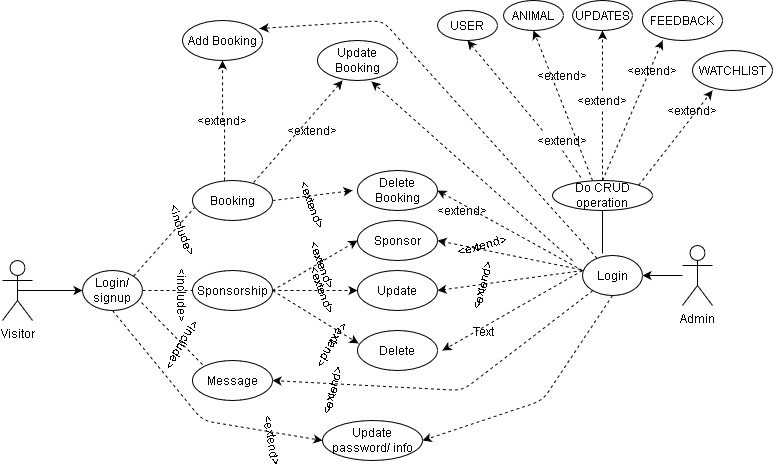 ANIMAL
UPDATES
FEEDBACK
USER
Add Booking
Update
Booking
WATCHLIST
<extend>
<extend>
<extend>
<extend>
<extend>
<extend>
<extend>
Do CRUD
operation
Delete
Booking
Booking
<extend>
<extend>
<include>
Sponsor
<extend>
<extend>
Login/
signup
<include>
Sponsorship
<extend>
Update
<extend>
Login
Visitor
Admin
<include>
<extend>
Text
Delete
Message
<extend>
<extend>
Update
password/ info